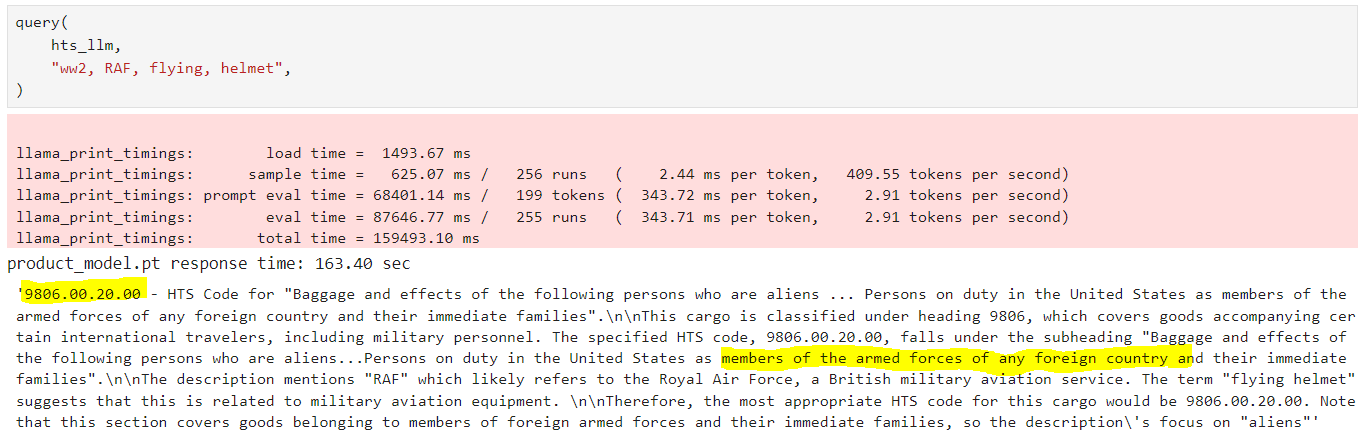 query(
    hts_llm,
    "ww2, RAF, flying, helmet",
)
llama_print_timings:        load time =  1493.67 ms
llama_print_timings:      sample time =   625.07 ms /   256 runs   (    2.44 ms per token,   409.55 tokens per second)
llama_print_timings: prompt eval time = 68401.14 ms /   199 tokens (  343.72 ms per token,     2.91 tokens per second)
llama_print_timings:        eval time = 87646.77 ms /   255 runs   (  343.71 ms per token,     2.91 tokens per second)
llama_print_timings:       total time = 159493.10 ms
product_model.pt response time: 163.40 sec
'9806.00.20.00 - HTS Code for "Baggage and effects of the following persons who are aliens ... Persons on duty in the United States as members of the
armed forces of any foreign country and their immediate families".\n\nThis cargo is classified under heading 9806, which covers goods accompanying cer
tain international travelers, including military personnel. The specified HTS code, 9806.00.20.00, falls under the subheading "Baggage and effects of
the following persons who are aliens...Persons on duty in the United States as members of the armed forces of any foreign country and their immediate
families".\n\nThe description mentions "RAF" which likely refers to the Royal Air Force, a British military aviation service. The term "flying helmet"
suggests that this is related to military aviation equipment. \n\nTherefore, the most appropriate HTS code for this cargo would be 9806.00.20.00. Note
that this section covers goods belonging to members of foreign armed forces and their immediate families, so the description\'s focus on "aliens"'